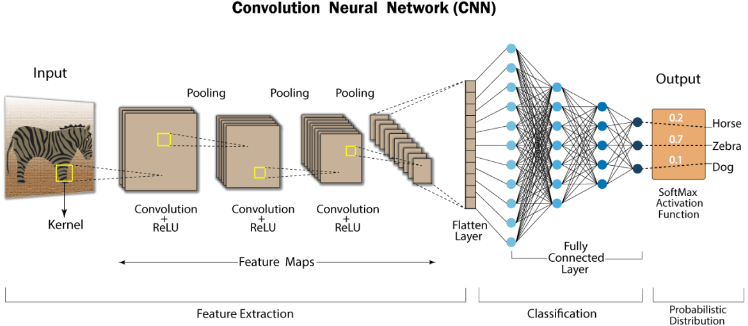 Convolution Neural Network (CNN)
Input
Output
Pooling
Pooling
Pooling
0.2
Horse
0.7
Zebra
0.1
Dog
Kernel
Convolution
+
ReLU
Convolution
+
ReLU
Convolution
+
ReLU
Flatten
Layer
SoftMax
Activation
Function
Fully
Connected
Layer
Feature Maps
Feature Extraction
Classification
Probabilistic
Distribution